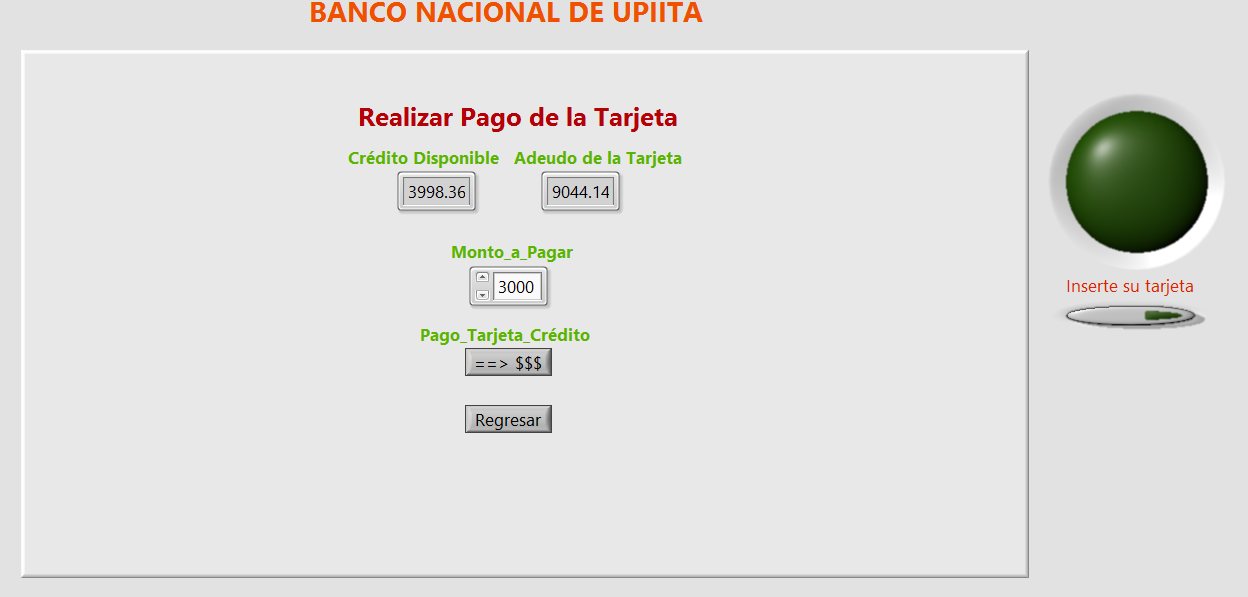 BANCO NACIONAL DE UPIITA
Realizar Pago de la Tarjeta
Crédito Disponible Adeudo de la Tarjeta
3998.36 9044.14
Monto_a_Pagar
3000
Pago_Tarjeta_Crédito
==> $$$
Regresar
Inserte su tarjeta